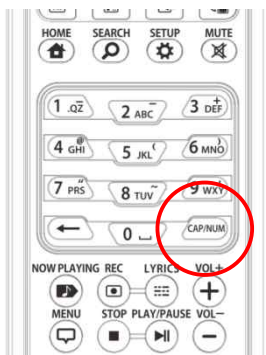 HOME SEARCH SETUP MUTE
1 .QZ 2 ABC 3 DEF
4 GHI 5 JKL 6 MNO
7 PRS 8 TUV 9 WXY
0 CAP/NUM
NOW PLAYING REC LYRICS VOL+
MENU STOP PLAY/PAUSE VOL−